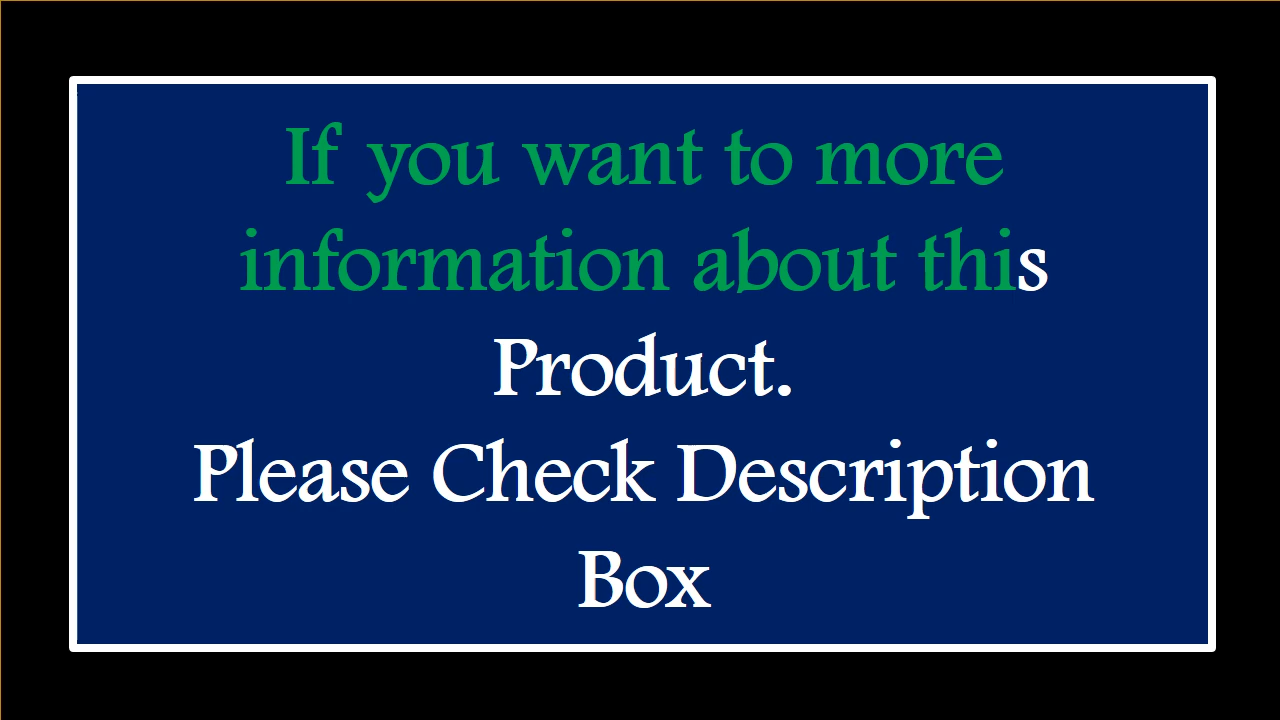 If you want to more
information about this
Product.
Please Check Description
Box